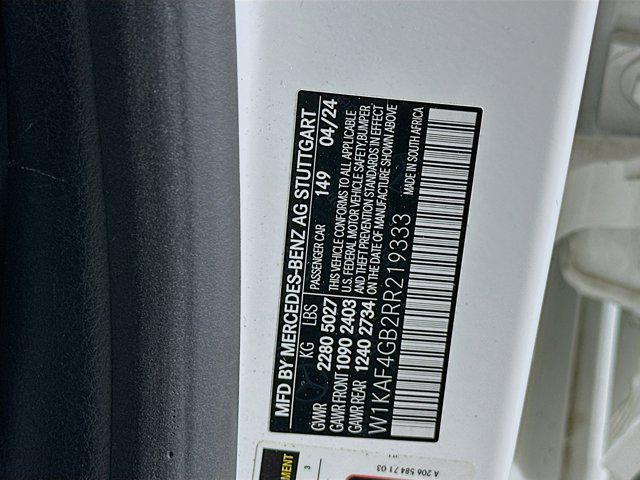 MFD BY MERCEDES-BENZ AG STUTTGART
KG LBS PASSENGER CAR 149 04/24
GVWR 2280 5027 THIS VEHICLE CONFORMS TO ALL APPLICABLE
GAWR FRONT 1090 2403 U.S. FEDERAL MOTOR VEHICLE SAFETY,BUMPER
GAWR REAR 1240 2734 AND THEFT PREVENTION STANDARDS IN EFFECT
ON THE DATE OF MANUFACTURE SHOWN ABOVE
W1KAF4GB2RR219333 MADE IN SOUTH AFRICA
A 206 584 71 03
3